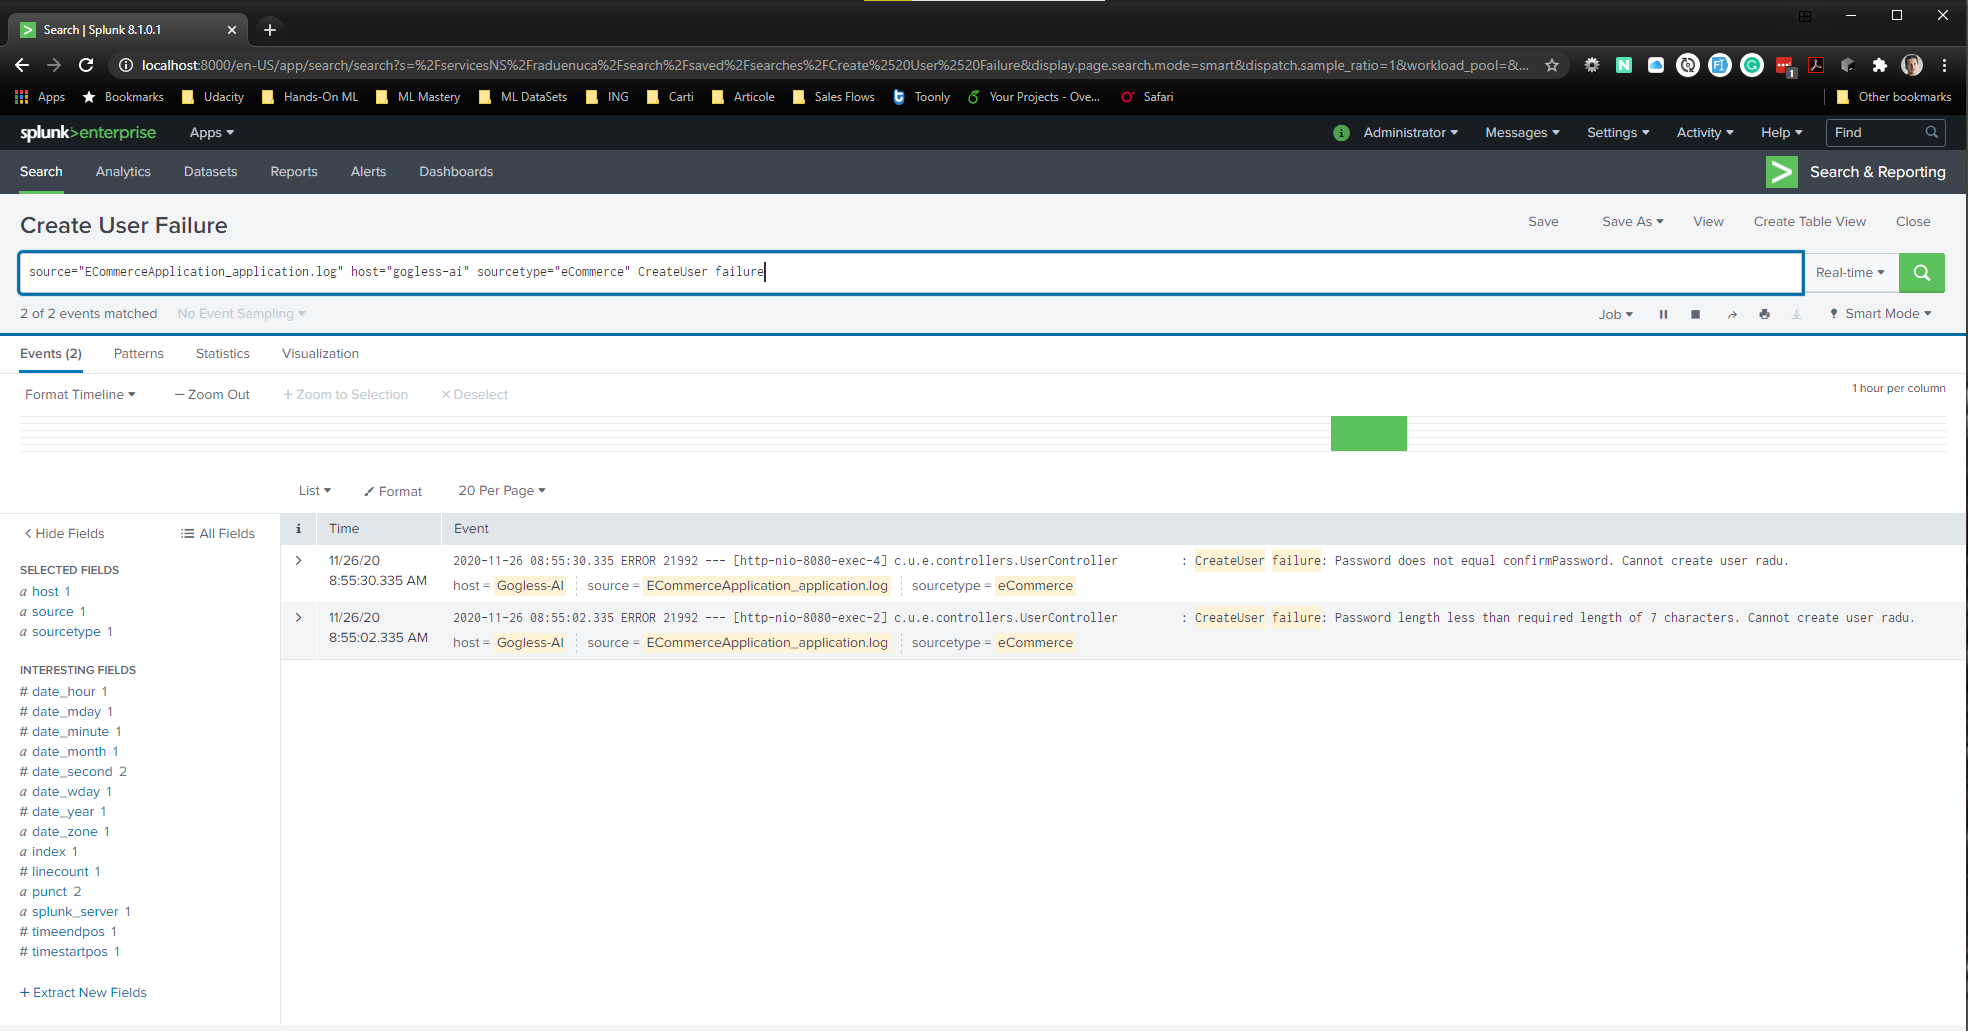 Search | Splunk 8.1.0.1
localhost:8000/en-US/app/search/search?s=%2FservicesNS%2Fraduenuca%2Fsearch%2Fsaved%2Fsearches%2FCreate%2520User%2520Failure&display.page.search.mode=smart&dispatch.sample_ratio=1&workload_pool=&...
1
Apps Bookmarks Udacity Hands-On ML ML Mastery ML DataSets ING Carti Articole Sales Flows Toonly Your Projects - Ove... Safari Other bookmarks
splunk>enterprise Apps Administrator Messages Settings Activity Help Find
Search Analytics Datasets Reports Alerts Dashboards Search & Reporting
Create User Failure Save Save As View Create Table View Close
source="ECommerceApplication_application.log" host="gogless-ai" sourcetype="eCommerce" CreateUser failure Real-time
2 of 2 events matched No Event Sampling Job Smart Mode
Events (2) Patterns Statistics Visualization
Format Timeline — Zoom Out + Zoom to Selection × Deselect 1 hour per column
List Format 20 Per Page
< Hide Fields All Fields i Time Event
SELECTED FIELDS
a host 1
a source 1
a sourcetype 1
INTERESTING FIELDS
# date_hour 1
# date_mday 1
# date_minute 1
a date_month 1
# date_second 2
a date_wday 1
# date_year 1
a date_zone 1
a index 1
# linecount 1
a punct 2
a splunk_server 1
# timeendpos 1
# timestartpos 1
+ Extract New Fields
> 11/26/20 2020-11-26 08:55:30.335 ERROR 21992 --- [http-nio-8080-exec-4] c.u.e.controllers.UserController : CreateUser failure: Password does not equal confirmPassword. Cannot create user radu.
8:55:30.335 AM host = Gogless-AI source = ECommerceApplication_application.log sourcetype = eCommerce
> 11/26/20 2020-11-26 08:55:02.335 ERROR 21992 --- [http-nio-8080-exec-2] c.u.e.controllers.UserController : CreateUser failure: Password length less than required length of 7 characters. Cannot create user radu.
8:55:02.335 AM host = Gogless-AI source = ECommerceApplication_application.log sourcetype = eCommerce